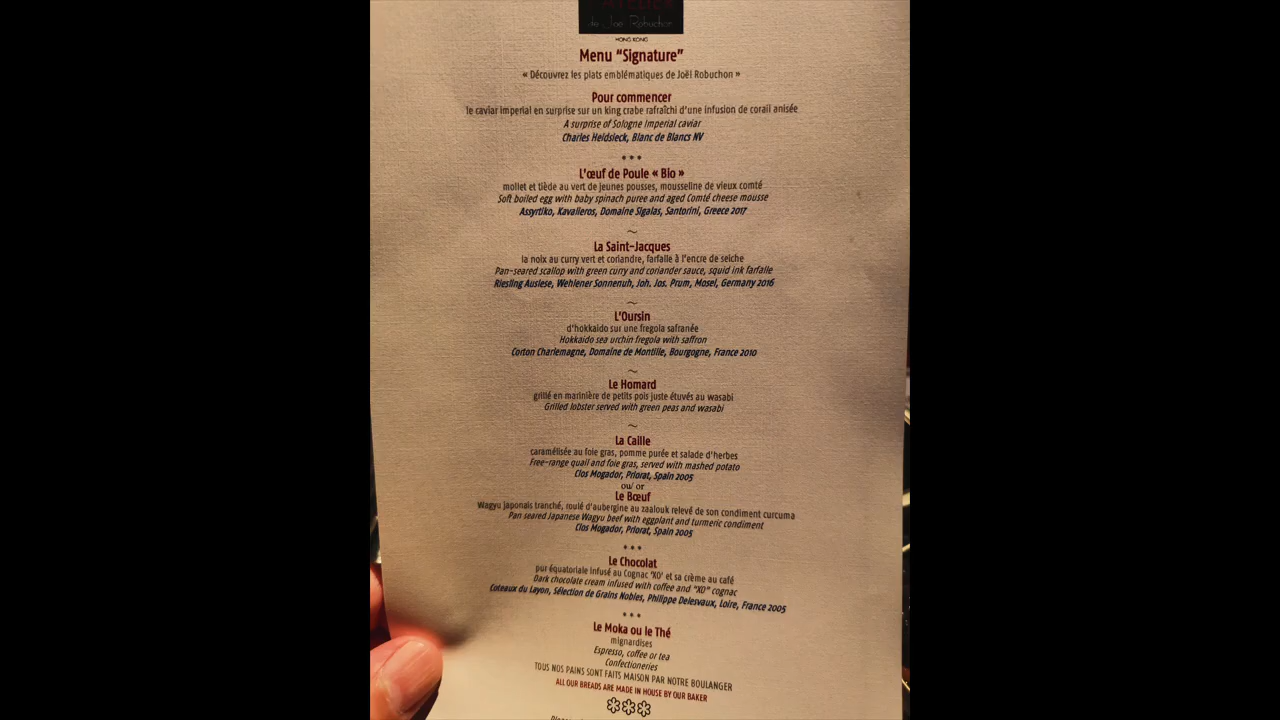 L'ATELIER
de Joël Robuchon
HONG KONG
Menu “Signature”
« Découvrez les plats emblématiques de Joël Robuchon »
Pour commencer
le caviar imperial en surprise sur un king crabe rafraîchi d'une infusion de corail anisée
A surprise of Sologne Imperial caviar
Charles Heidsieck, Blanc de Blancs NV
***
L'œuf de Poule « Bio »
mollet et tiède au vert de jeunes pousses, mousseline de vieux comté
Soft boiled egg with baby spinach puree and aged Comté cheese mousse
Assyrtiko, Kavalieros, Domaine Sigalas, Santorini, Greece 2017
~
La Saint-Jacques
la noix au curry vert et coriandre, farfalle à l'encre de seiche
Pan-seared scallop with green curry and coriander sauce, squid ink farfalle
Riesling Auslese, Wehlener Sonnenuh, Joh. Jos. Prum, Mosel, Germany 2016
~
L'Oursin
d'hokkaido sur une fregola safranée
Hokkaido sea urchin fregola with saffron
Corton Charlemagne, Domaine de Montille, Bourgogne, France 2010
~
Le Homard
grillé en marinière de petits pois juste étuvés au wasabi
Grilled lobster served with green peas and wasabi
~
La Caille
caramélisée au foie gras, pomme purée et salade d'herbes
Free-range quail and foie gras, served with mashed potato
Clos Mogador, Priorat, Spain 2005
ou/ or
Le Bœuf
Wagyu japonais tranché, roulé d'aubergine au zaalouk relevé de son condiment curcuma
Pan seared Japanese Wagyu beef with eggplant and turmeric condiment
Clos Mogador, Priorat, Spain 2005
***
Le Chocolat
pur équatoriale infusé au Cognac "XO" et sa crème au café
Dark chocolate cream infused with coffee and "XO" cognac
Coteaux du Layon, Sélection de Grains Nobles, Philippe Delesvaux, Loire, France 2005
***
Le Moka ou le Thé
mignardises
Espresso, coffee or tea
Confectioneries
TOUS NOS PAINS SONT FAITS MAISON PAR NOTRE BOULANGER
ALL OUR BREADS ARE MADE IN HOUSE BY OUR BAKER